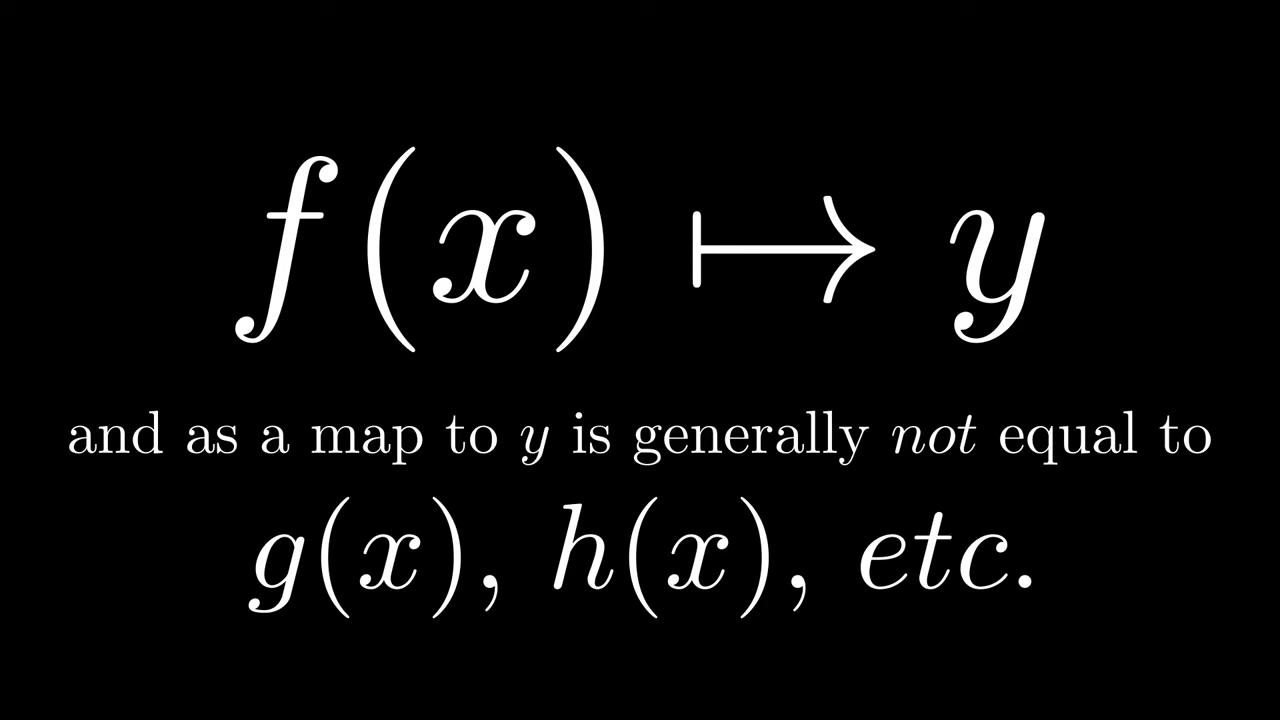 f(x) ↦ y
and as a map to y is generally not equal to
g(x), h(x), etc.